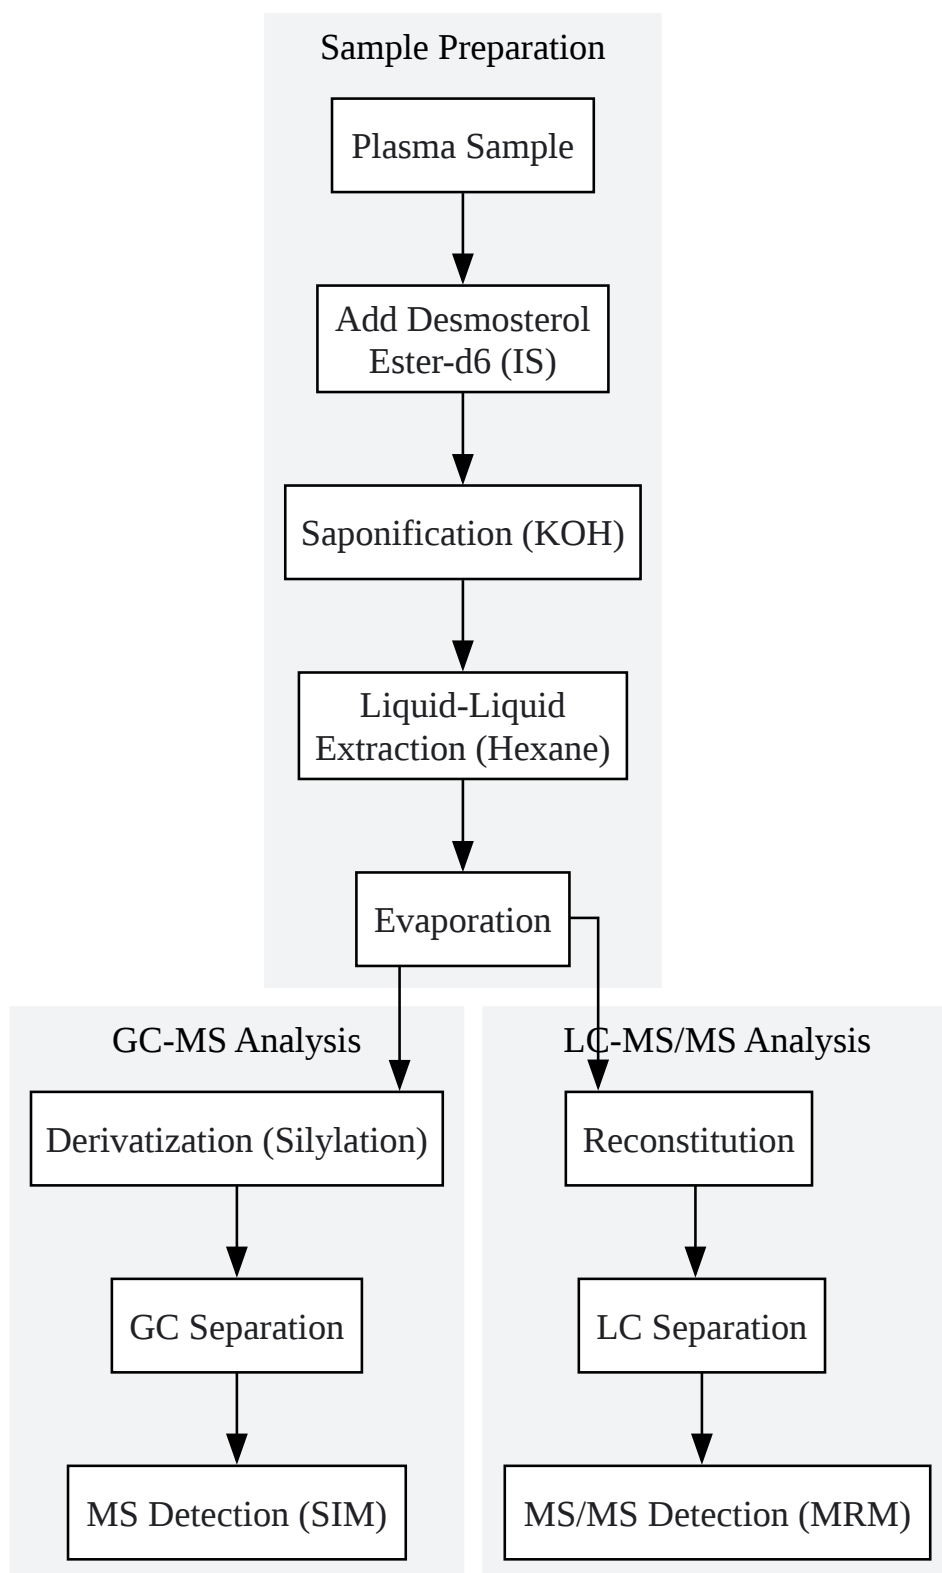 Sample Preparation
Plasma Sample
Add Desmosterol
Ester-d6 (IS)
Saponification (KOH)
Liquid-Liquid
Extraction (Hexane)
Evaporation
GC-MS Analysis
Derivatization (Silylation)
GC Separation
MS Detection (SIM)
LC-MS/MS Analysis
Reconstitution
LC Separation
MS/MS Detection (MRM)